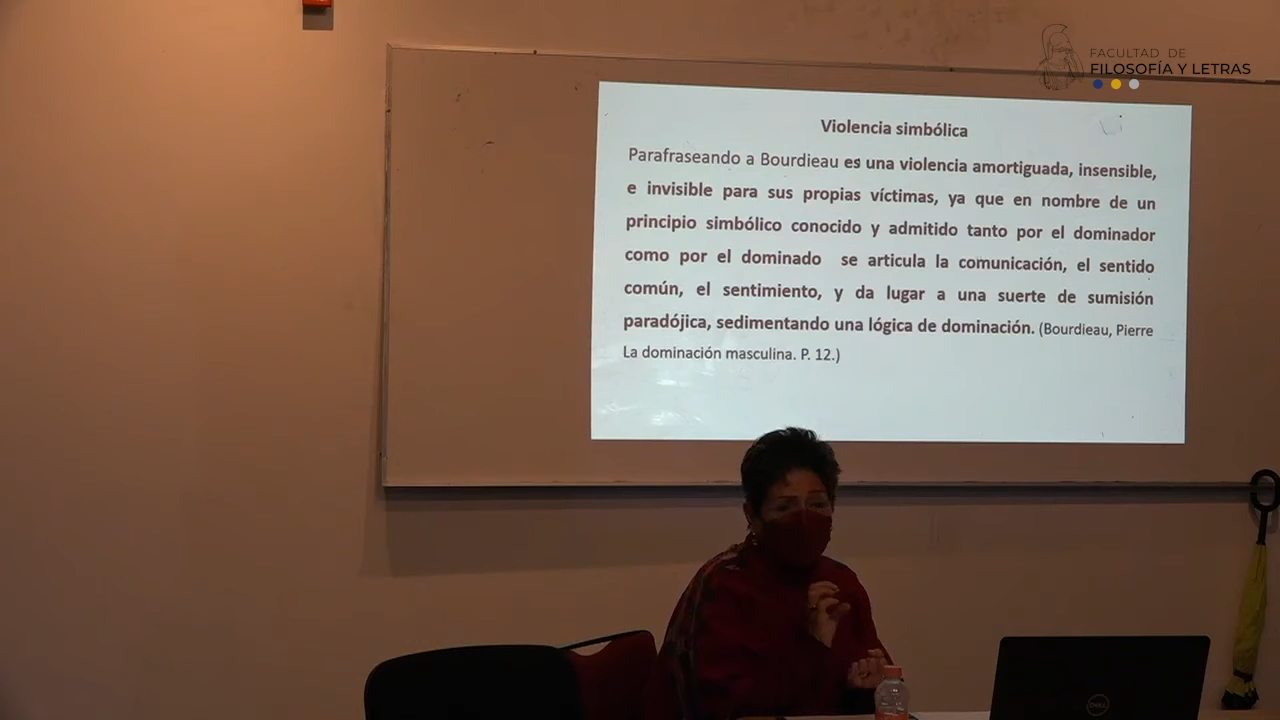 FACULTAD DE
FILOSOFÍA Y LETRAS
Violencia simbólica
Parafraseando a Bourdieau es una violencia amortiguada, insensible,
e invisible para sus propias víctimas, ya que en nombre de un
principio simbólico conocido y admitido tanto por el dominador
como por el dominado se articula la comunicación, el sentido
común, el sentimiento, y da lugar a una suerte de sumisión
paradójica, sedimentando una lógica de dominación. (Bourdieau, Pierre
La dominación masculina. P. 12.)
DELL